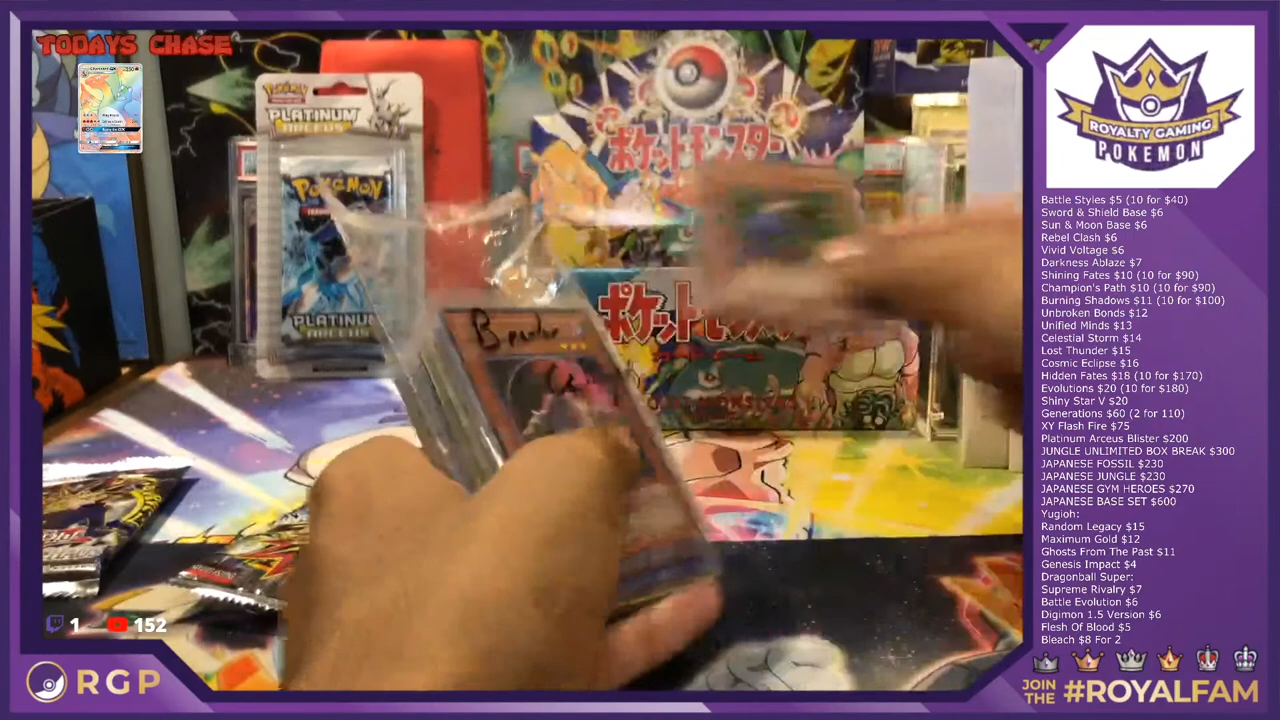 TODAYS CHASE
Pokémon
PLATINUM
ARCEUS
POKéMON
PLATINUM
ARCEUS
ポケットモンスター
ポケットモンス
ROYALTY GAMING
POKEMON
Battle Styles $5 (10 for $40)
Sword & Shield Base $6
Sun & Moon Base $6
Rebel Clash $6
Vivid Voltage $6
Darkness Ablaze $7
Shining Fates $10 (10 for $90)
Champion's Path $10 (10 for $90)
Burning Shadows $11 (10 for $100)
Unbroken Bonds $12
Unified Minds $13
Celestial Storm $14
Lost Thunder $15
Cosmic Eclipse $16
Hidden Fates $18 (10 for $170)
Evolutions $20 (10 for $180)
Shiny Star V $20
Generations $60 (2 for 110)
XY Flash Fire $75
Platinum Arceus Blister $200
JUNGLE UNLIMITED BOX BREAK $300
JAPANESE FOSSIL $230
JAPANESE JUNGLE $230
JAPANESE GYM HEROES $270
JAPANESE BASE SET $600
Yugioh:
Random Legacy $15
Maximum Gold $12
Ghosts From The Past $11
Genesis Impact $4
Dragonball Super:
Supreme Rivalry $7
Battle Evolution $6
Digimon 1.5 Version $6
Flesh Of Blood $5
Bleach $8 For 2
1 152
RGP
JOIN THE #ROYALFAM